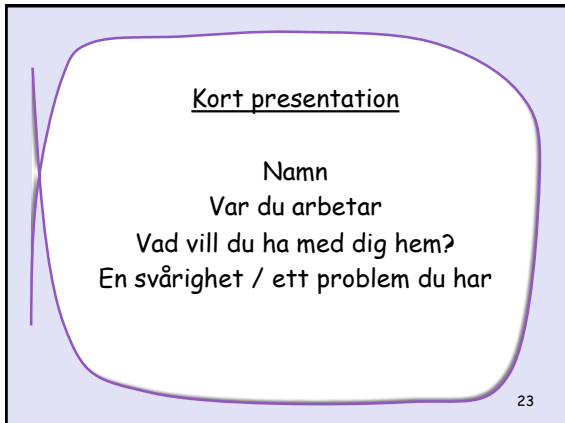 Kort presentation
Namn
Var du arbetar
Vad vill du ha med dig hem?
En svårighet / ett problem du har
23